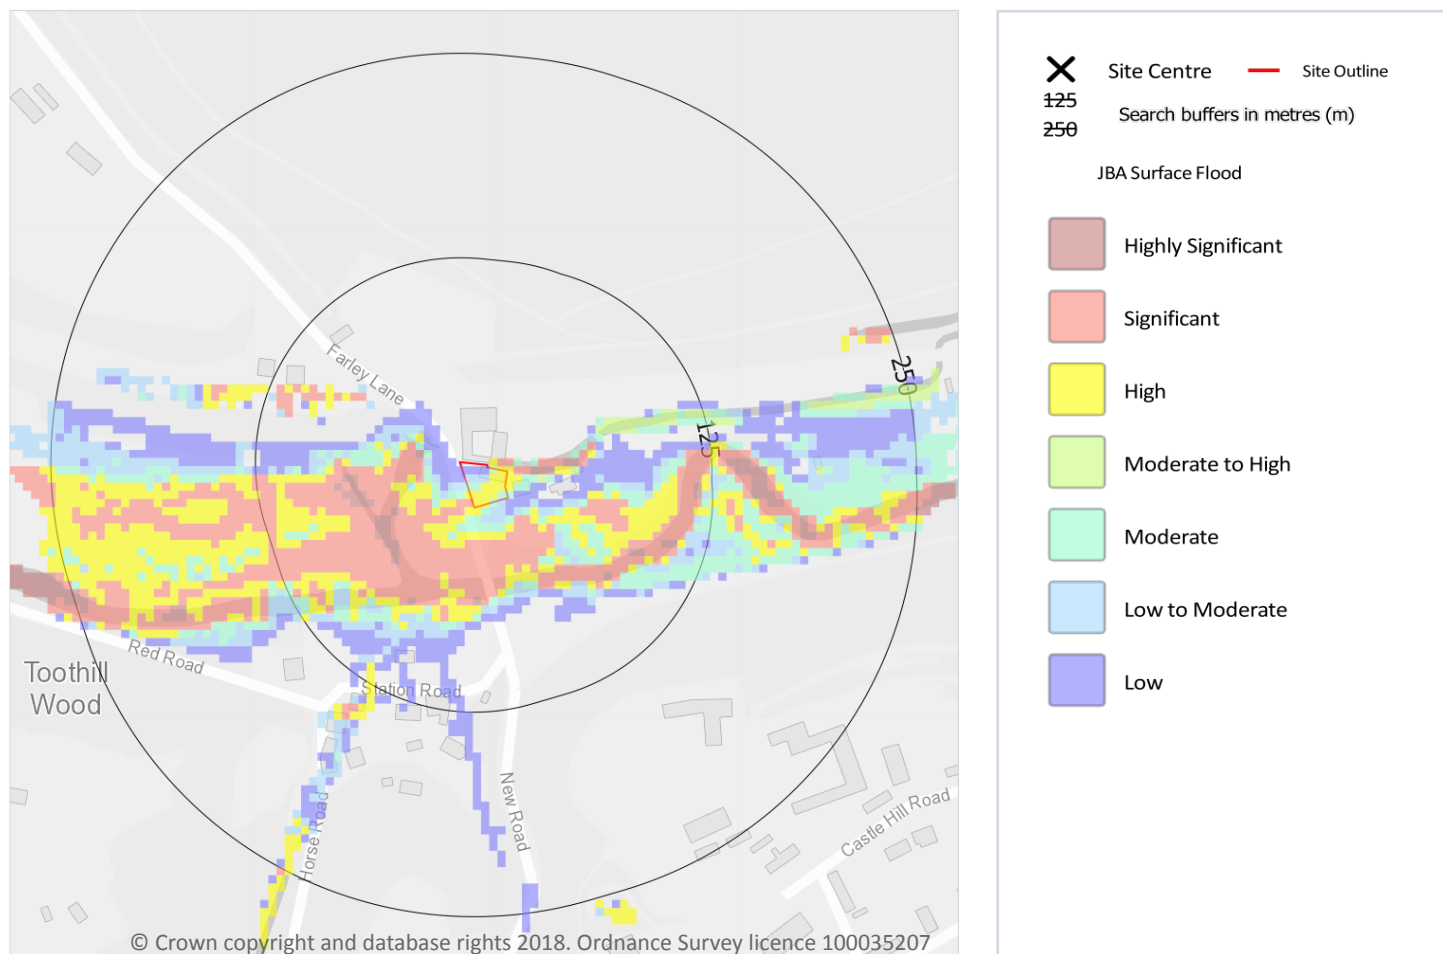 Farley Lane
250
125
Red Road
Toothill
Wood
Station Road
New Road
Horse Road
Castle Hill Road
© Crown copyright and database rights 2018. Ordnance Survey licence 100035207
Site Centre Site Outline
125
250
Search buffers in metres (m)
JBA Surface Flood
Highly Significant
Significant
High
Moderate to High
Moderate
Low to Moderate
Low